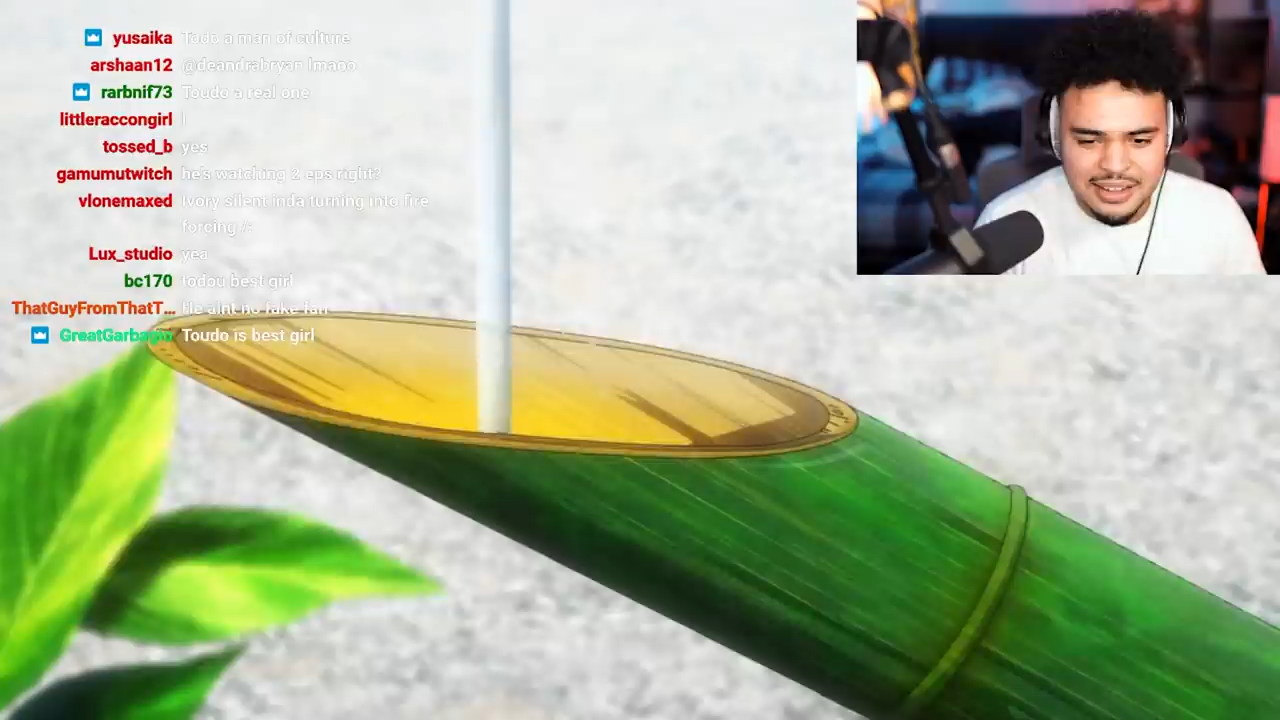 yusaika Todo a man of culture
arshaan12 @deandrabryan lmaoo
rarbnif73 Toudo a real one
littleraccongirl I
tossed_b yes
gamumutwitch he's watching 2 eps right?
vlonemaxed Ivory silent inda turning into fire
forcing /:
Lux_studio yea
bc170 todou best girl
ThatGuyFromThatT… He aint no fake fan
Toudo is best girl